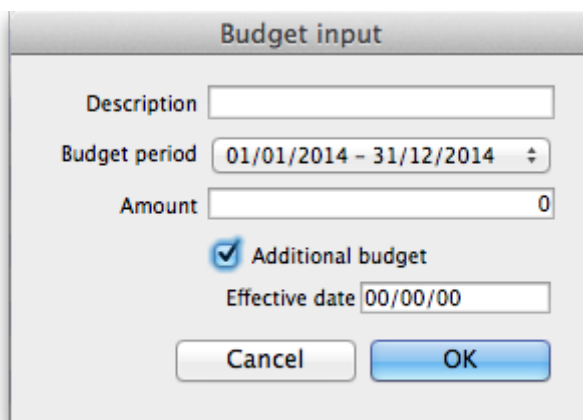 Budget input
Description
Budget period 01/01/2014 – 31/12/2014
Amount 0
Additional budget
Effective date 00/00/00
Cancel OK